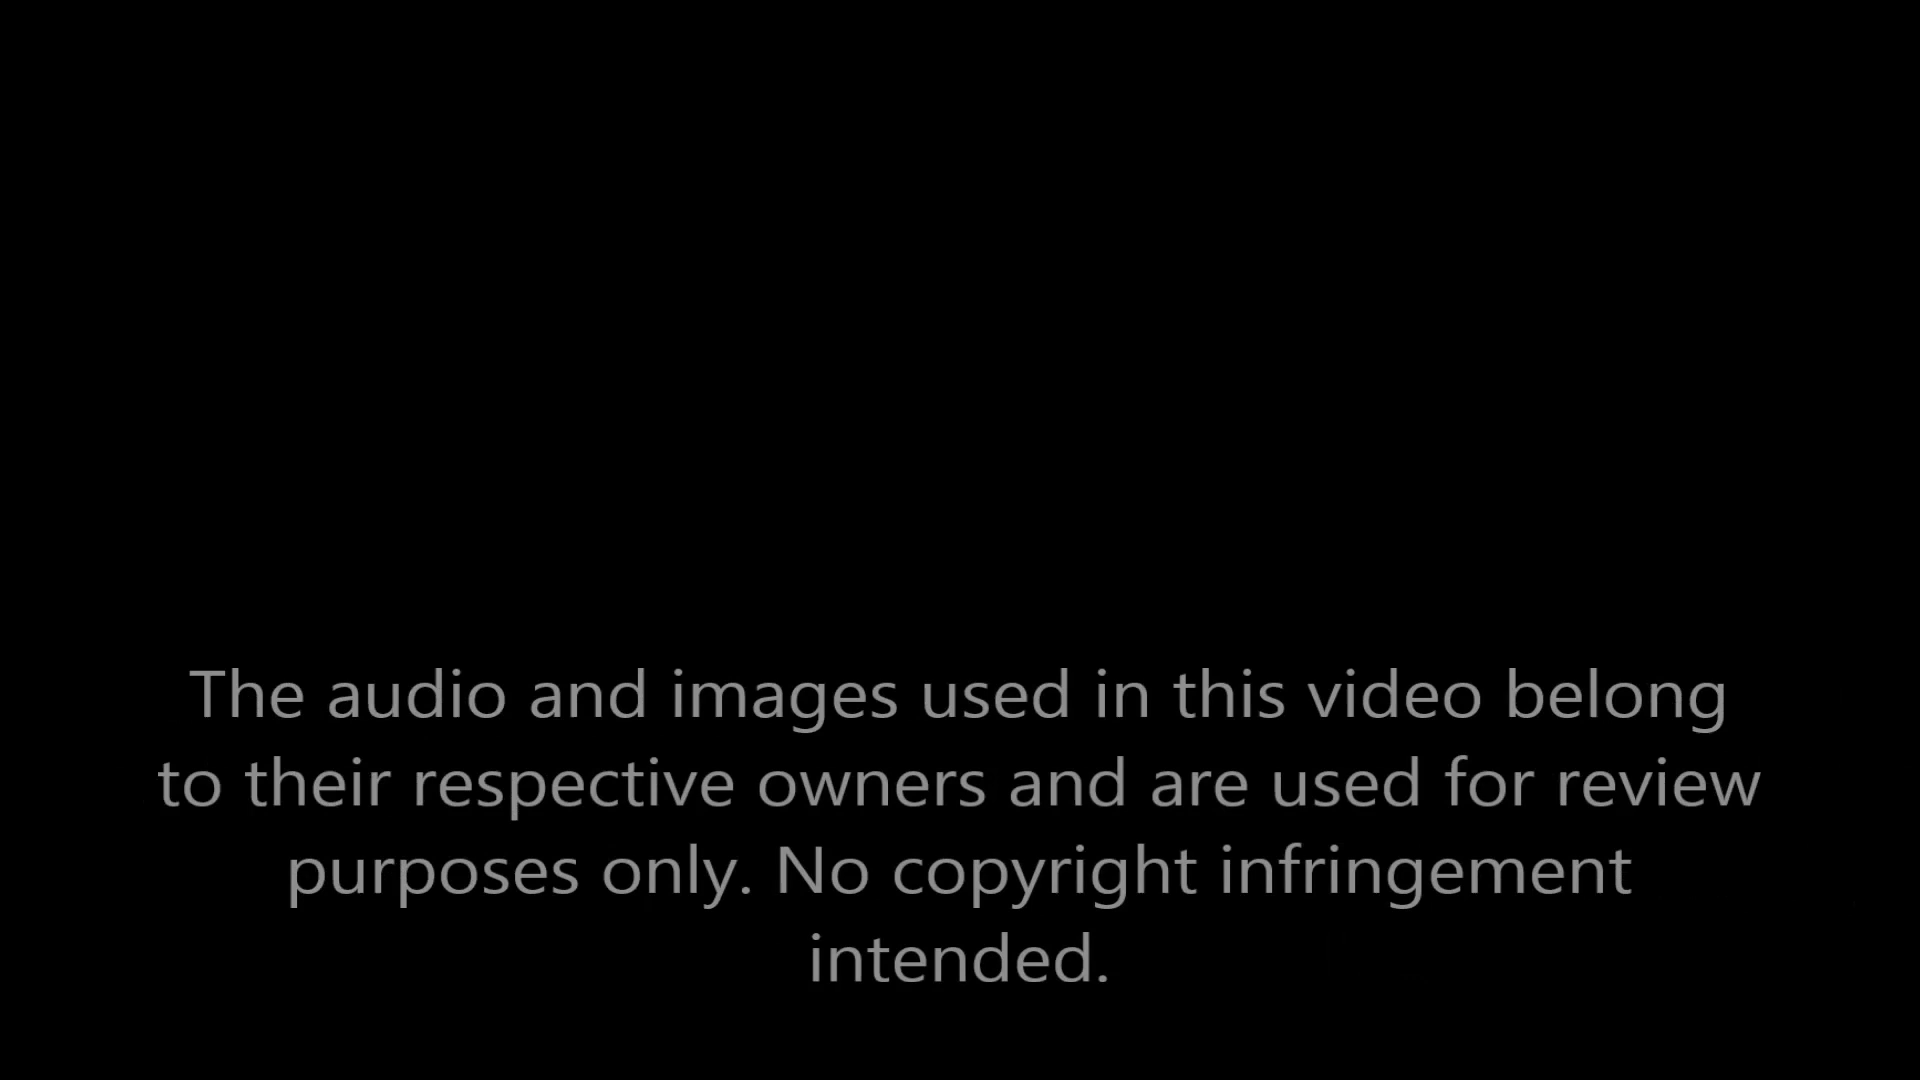 The audio and images used in this video belong
to their respective owners and are used for review
purposes only. No copyright infringement
intended.